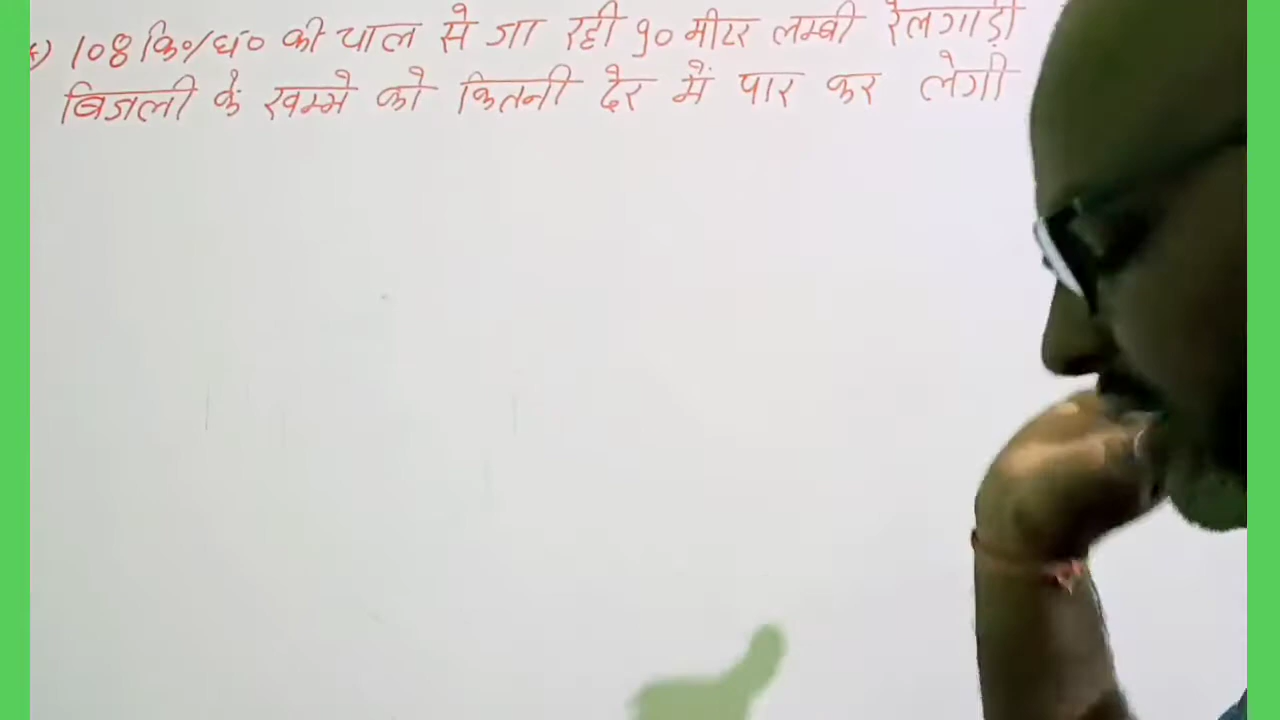 108 कि०/घं० की चाल से जा रही 90 मीटर लम्बी रेलगाड़ी
बिजली के खम्भे को कितनी देर में पार कर लेगी